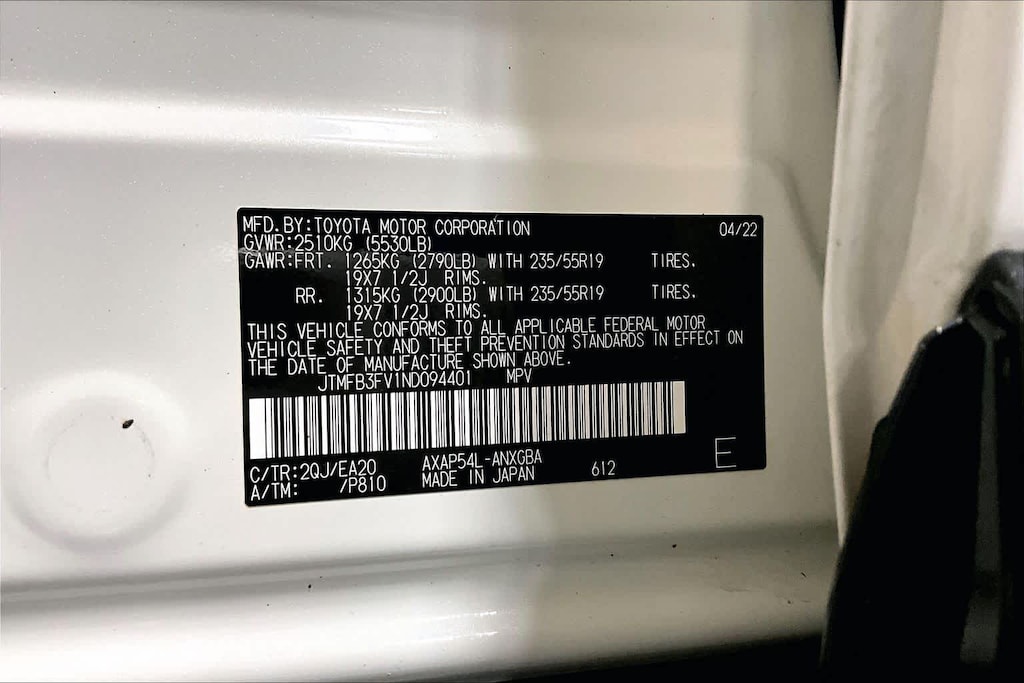 MFD.BY:TOYOTA MOTOR CORPORATION 04/22
GVWR:2510KG (5530LB)
GAWR:FRT. 1265KG (2790LB) WITH 235/55R19 TIRES.
19X7 1/2J RIMS.
RR. 1315KG (2900LB) WITH 235/55R19 TIRES.
19X7 1/2J RIMS.
THIS VEHICLE CONFORMS TO ALL APPLICABLE FEDERAL MOTOR
VEHICLE SAFETY AND THEFT PREVENTION STANDARDS IN EFFECT ON
THE DATE OF MANUFACTURE SHOWN ABOVE.
JTMFB3FV1ND094401 MPV
C/TR:2QJ/EA20 AXAP54L-ANXGBA 612 E
A/TM: /P810 MADE IN JAPAN